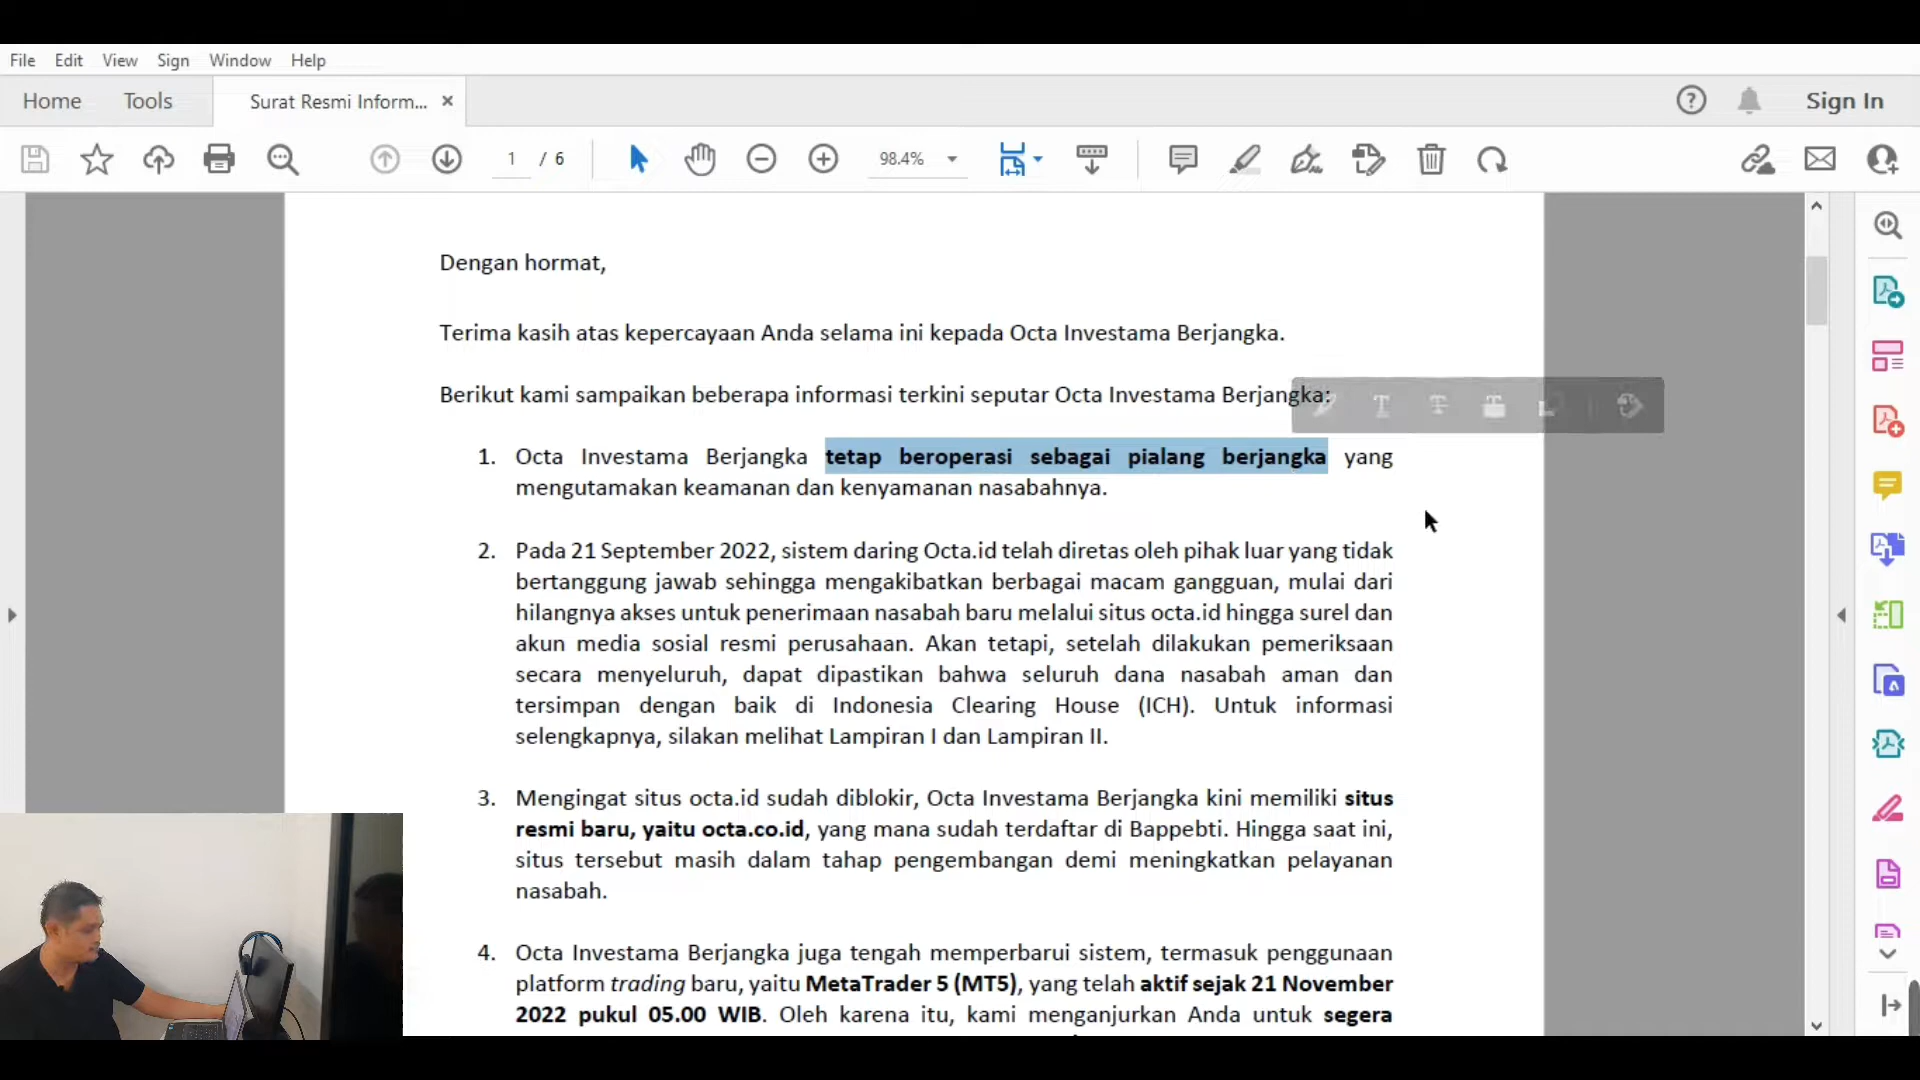 File Edit View Sign Window Help
Home Tools Surat Resmi Inform... × Sign In
1 / 6 98.4%
Dengan hormat,
Terima kasih atas kepercayaan Anda selama ini kepada Octa Investama Berjangka.
Berikut kami sampaikan beberapa informasi terkini seputar Octa Investama Berjangka:
1. Octa Investama Berjangka tetap beroperasi sebagai pialang berjangka yang
mengutamakan keamanan dan kenyamanan nasabahnya.
2. Pada 21 September 2022, sistem daring Octa.id telah diretas oleh pihak luar yang tidak
bertanggung jawab sehingga mengakibatkan berbagai macam gangguan, mulai dari
hilangnya akses untuk penerimaan nasabah baru melalui situs octa.id hingga surel dan
akun media sosial resmi perusahaan. Akan tetapi, setelah dilakukan pemeriksaan
secara menyeluruh, dapat dipastikan bahwa seluruh dana nasabah aman dan
tersimpan dengan baik di Indonesia Clearing House (ICH). Untuk informasi
selengkapnya, silakan melihat Lampiran I dan Lampiran II.
3. Mengingat situs octa.id sudah diblokir, Octa Investama Berjangka kini memiliki situs
resmi baru, yaitu octa.co.id, yang mana sudah terdaftar di Bappebti. Hingga saat ini,
situs tersebut masih dalam tahap pengembangan demi meningkatkan pelayanan
nasabah.
4. Octa Investama Berjangka juga tengah memperbarui sistem, termasuk penggunaan
platform trading baru, yaitu MetaTrader 5 (MT5), yang telah aktif sejak 21 November
2022 pukul 05.00 WIB. Oleh karena itu, kami menganjurkan Anda untuk segera